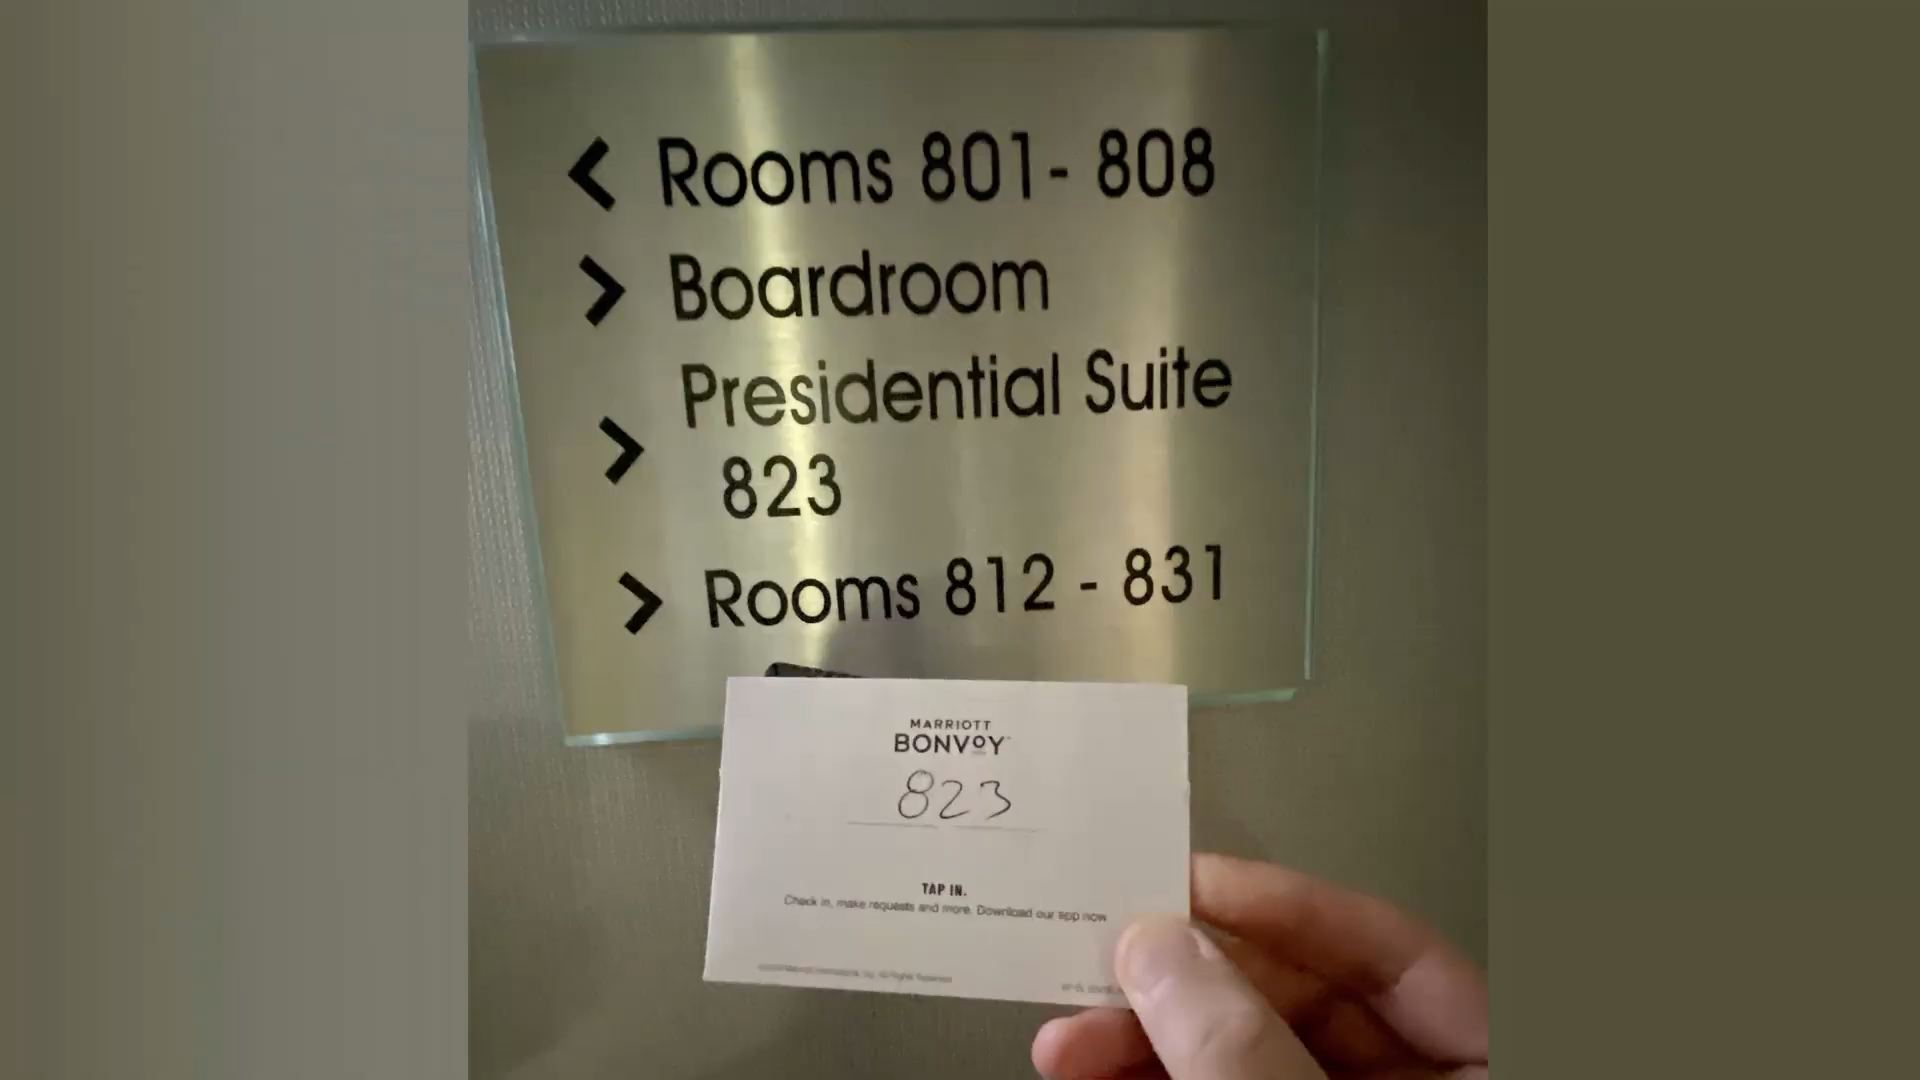 < Rooms 801 - 808
> Boardroom
> Presidential Suite
823
> Rooms 812 - 831
MARRIOTT
BONVOY
823
TAP IN.
Check in, make requests and more. Download our app now